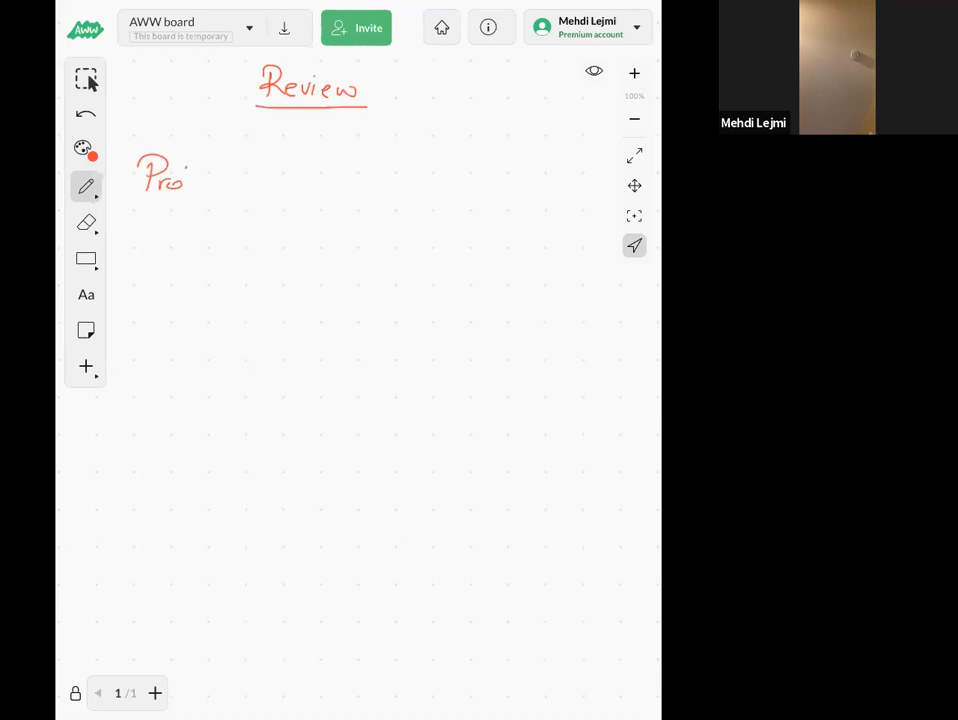 AWW
AWW board
This board is temporary
Invite
Mehdi Lejmi
Premium account
Review
100%
Mehdi Lejmi
Pro
Aa
1 /1